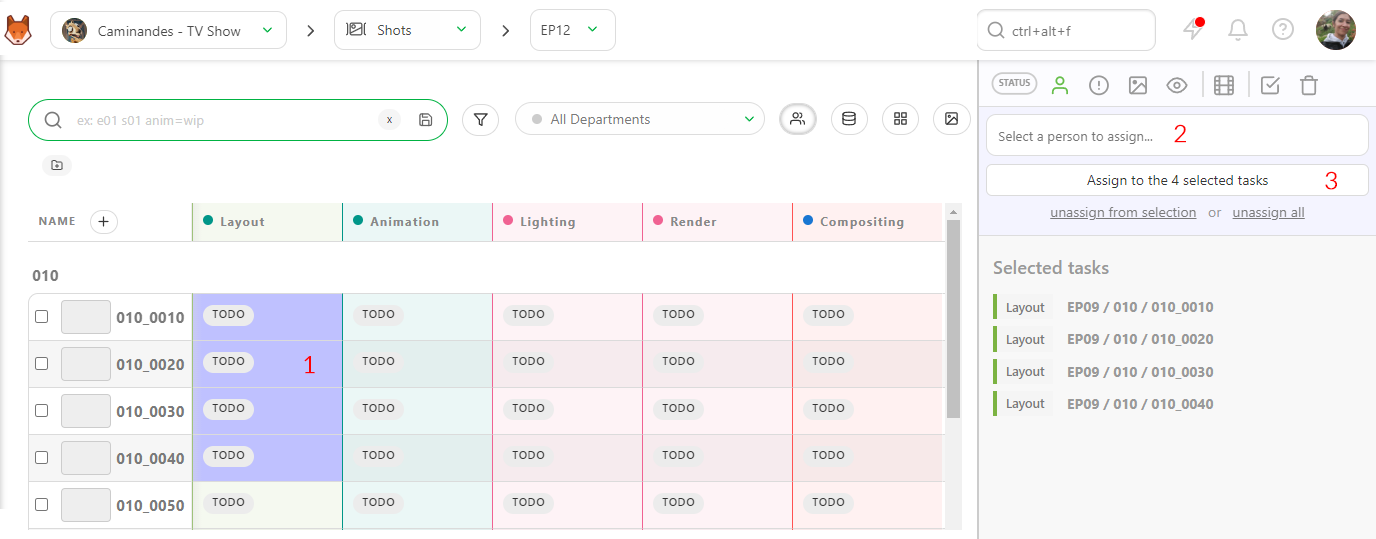 Caminandes - TV Show
Shots
EP12
ctrl+alt+f
ex: e01 s01 anim=wip
x
All Departments
NAME
+
Layout
Animation
Lighting
Render
Compositing
010
010_0010
TODO
TODO
TODO
TODO
TODO
010_0020
TODO
1
TODO
TODO
TODO
TODO
010_0030
TODO
TODO
TODO
TODO
TODO
010_0040
TODO
TODO
TODO
TODO
TODO
010_0050
TODO
TODO
TODO
TODO
TODO
STATUS
Select a person to assign...
2
Assign to the 4 selected tasks
3
unassign from selection or unassign all
Selected tasks
Layout EP09 / 010 / 010_0010
Layout EP09 / 010 / 010_0020
Layout EP09 / 010 / 010_0030
Layout EP09 / 010 / 010_0040